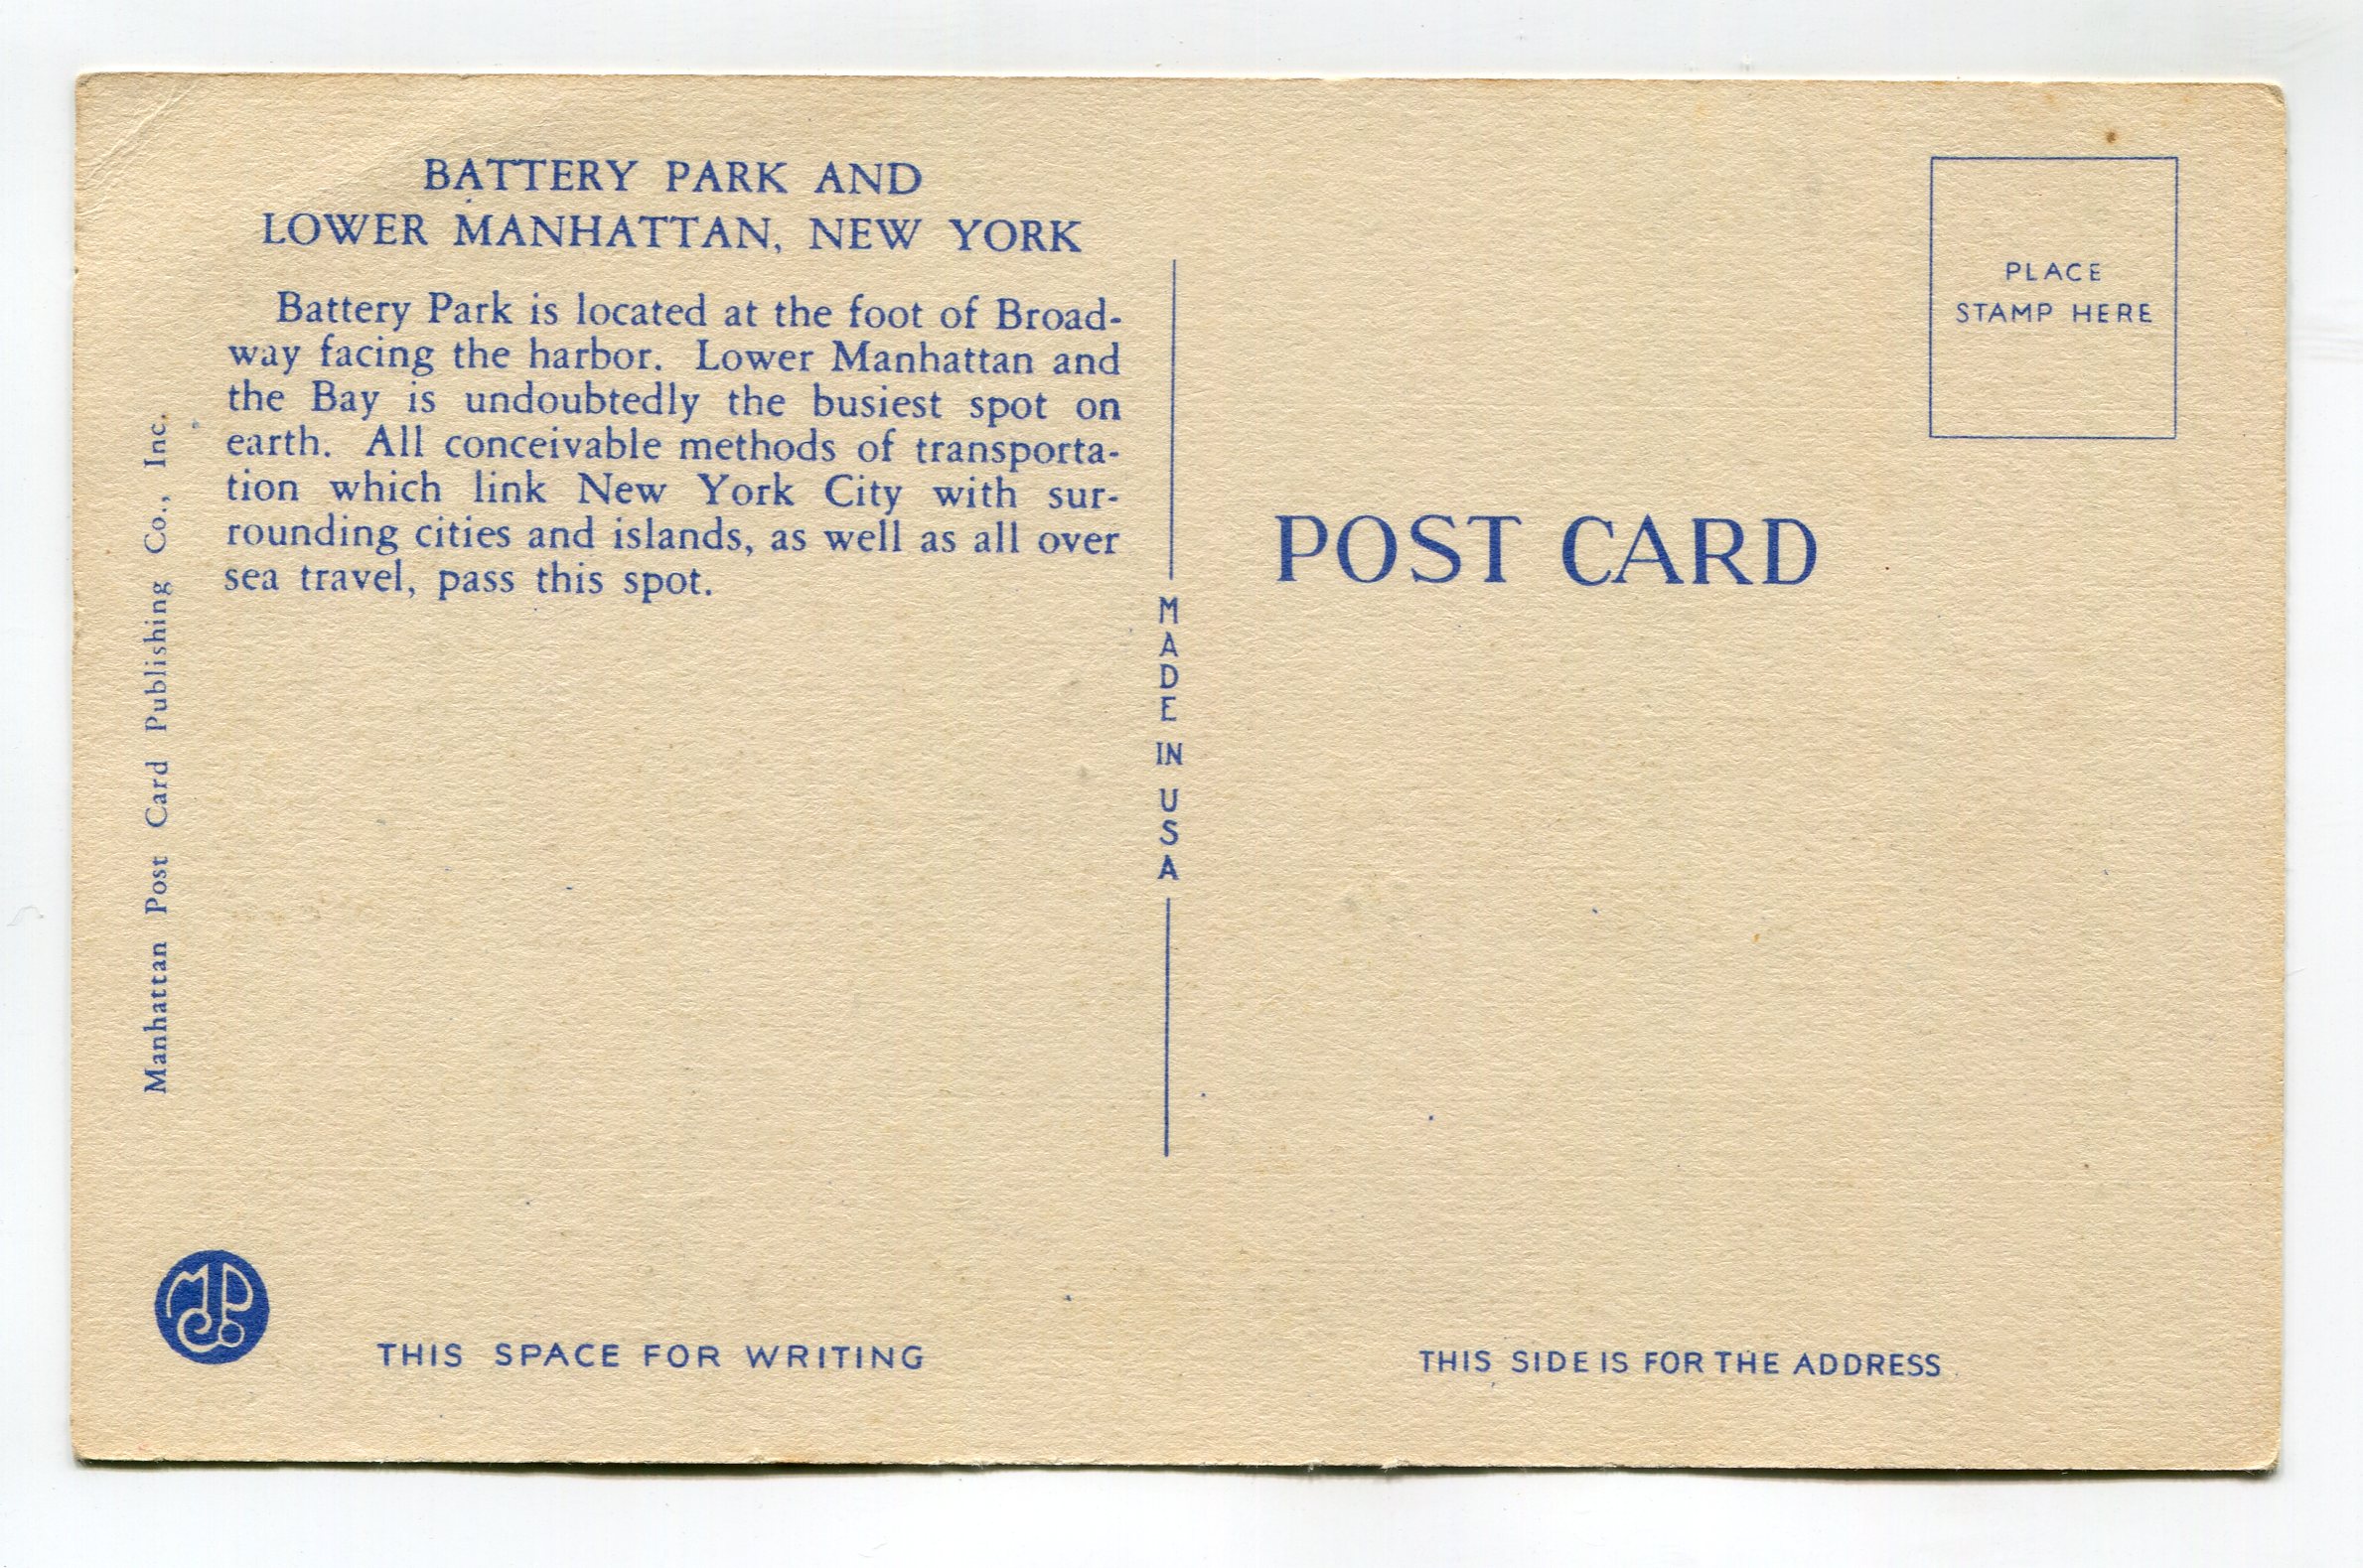 BATTERY PARK AND
LOWER MANHATTAN, NEW YORK
Battery Park is located at the foot of Broad-
way facing the harbor. Lower Manhattan and
the Bay is undoubtedly the busiest spot on
earth. All conceivable methods of transporta-
tion which link New York City with sur-
rounding cities and islands, as well as all over
sea travel, pass this spot.
Manhattan Post Card Publishing Co., Inc.
THIS SPACE FOR WRITING
MADE IN USA
PLACE
STAMP HERE
POST CARD
THIS SIDE IS FOR THE ADDRESS